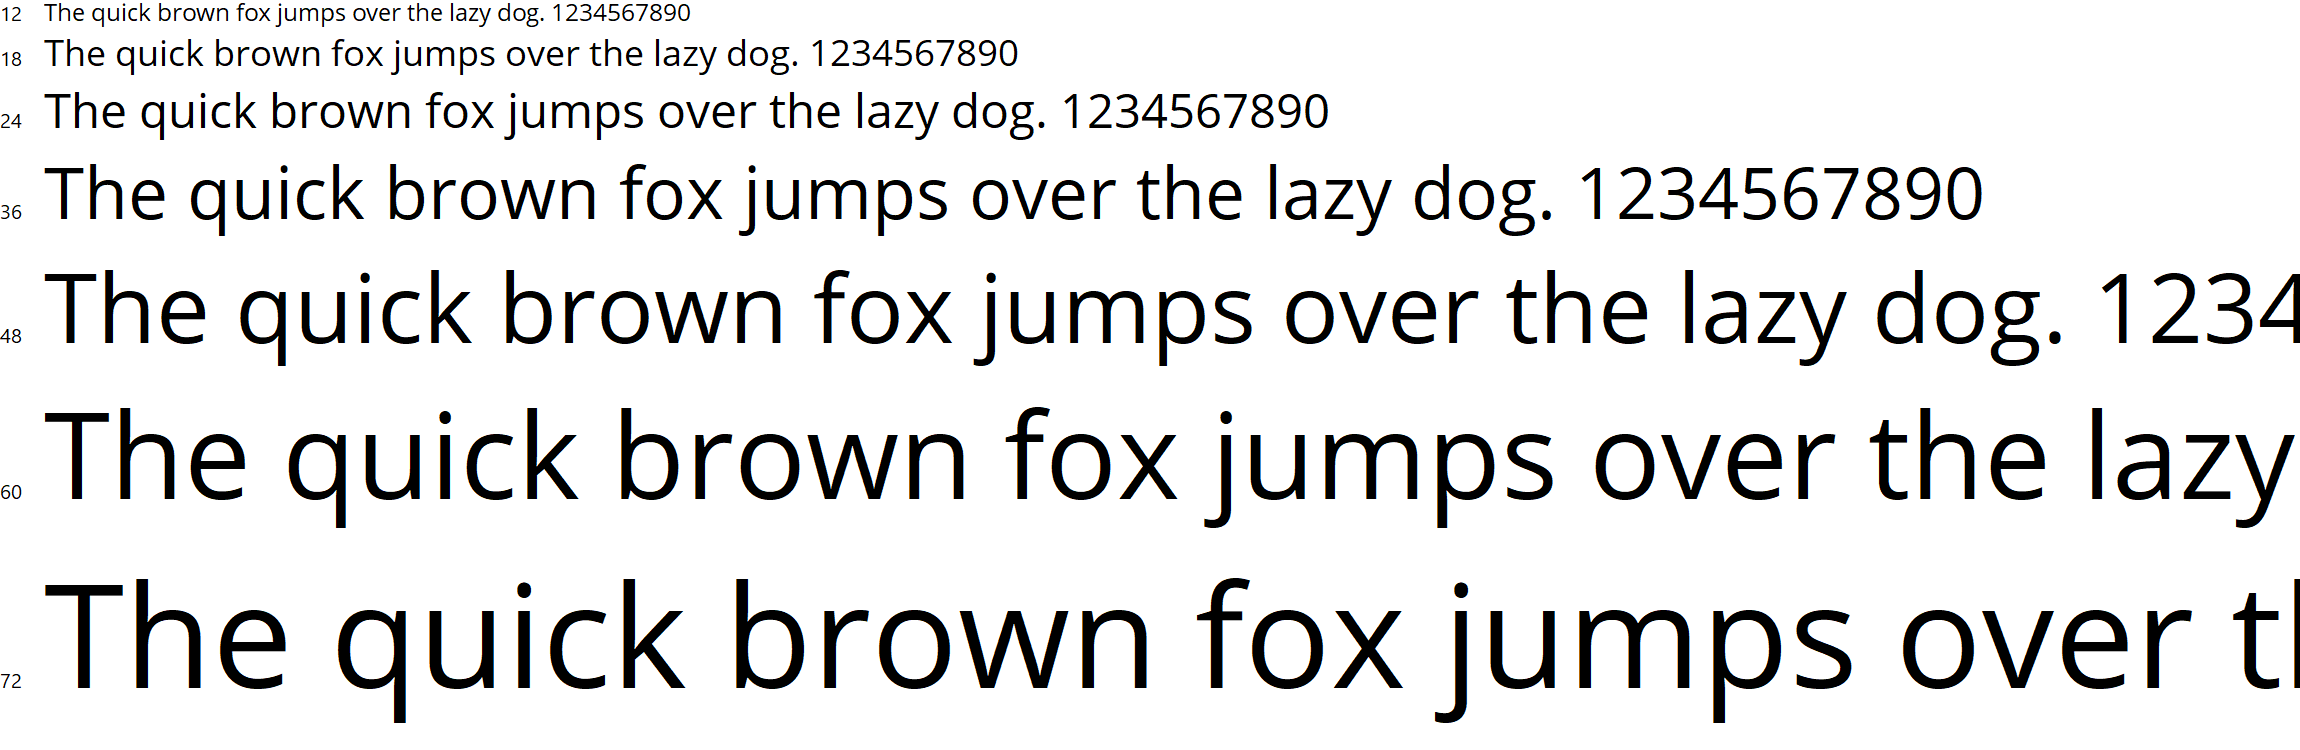 12 The quick brown fox jumps over the lazy dog. 1234567890
18 The quick brown fox jumps over the lazy dog. 1234567890
24 The quick brown fox jumps over the lazy dog. 1234567890
36 The quick brown fox jumps over the lazy dog. 1234567890
48 The quick brown fox jumps over the lazy dog. 1234
60 The quick brown fox jumps over the lazy
72 The quick brown fox jumps over th